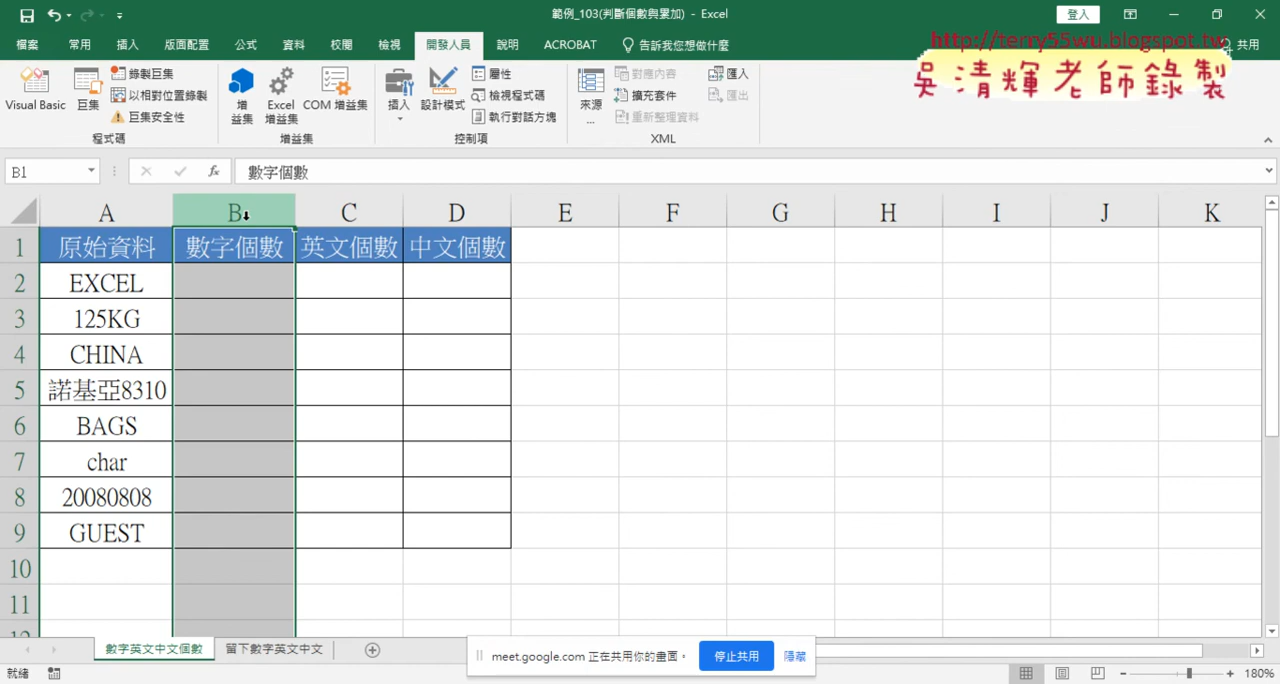 範例_103(判斷個數與累加) - Excel
登入
檔案 常用 插入 版面配置 公式 資料 校閱 檢視 開發人員 說明 ACROBAT 告訴我您想做什麼 共用
http://terry55wu.blogspot.tw
吳清輝老師錄製
Visual Basic 巨集 錄製巨集 以相對位置錄製 巨集安全性
增益集 Excel 增益集 COM 增益集
插入 設計模式 屬性 檢視程式碼 執行對話方塊
來源... 對應內容 擴充套件 重新整理資料 匯入 匯出
程式碼 增益集 控制項 XML
B1 fx 數字個數
A B C D E F G H I J K
1 原始資料 數字個數 英文個數 中文個數
2 EXCEL
3 125KG
4 CHINA
5 諾基亞8310
6 BAGS
7 char
8 20080808
9 GUEST
10
11
12
數字英文中文個數 留下數字英文中文
meet.google.com 正在共用你的畫面。 停止共用 隱藏
就緒 180%